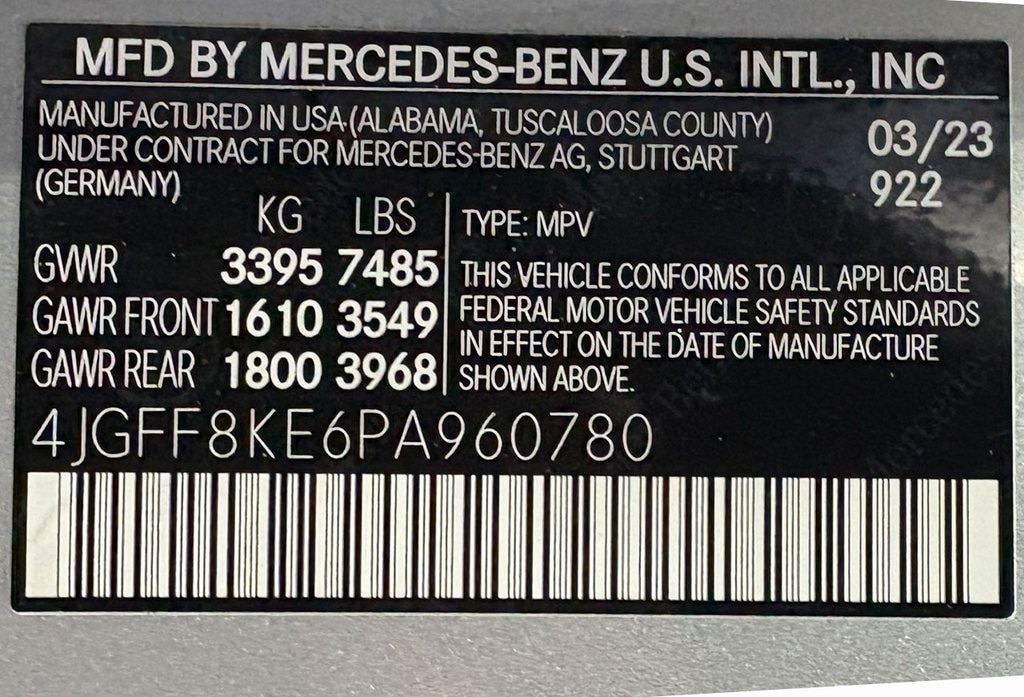 MFD BY MERCEDES-BENZ U.S. INTL., INC
MANUFACTURED IN USA (ALABAMA, TUSCALOOSA COUNTY)
UNDER CONTRACT FOR MERCEDES-BENZ AG, STUTTGART
(GERMANY)
03/23
922
KG LBS
GVWR 3395 7485
GAWR FRONT 1610 3549
GAWR REAR 1800 3968
TYPE: MPV
THIS VEHICLE CONFORMS TO ALL APPLICABLE
FEDERAL MOTOR VEHICLE SAFETY STANDARDS
IN EFFECT ON THE DATE OF MANUFACTURE
SHOWN ABOVE.
4JGFF8KE6PA960780